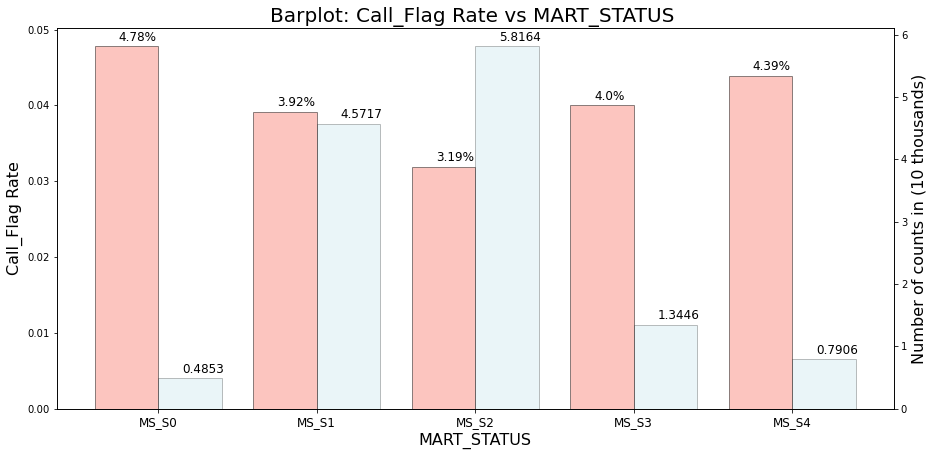 Barplot: Call_Flag Rate vs MART_STATUS
Call_Flag Rate
0.05
0.04
0.03
0.02
0.01
0.00
4.78%
0.4853
3.92%
4.5717
3.19%
5.8164
4.0%
1.3446
4.39%
0.7906
6
5
4
3
2
1
0
Number of counts in (10 thousands)
MS_S0
MS_S1
MS_S2
MS_S3
MS_S4
MART_STATUS